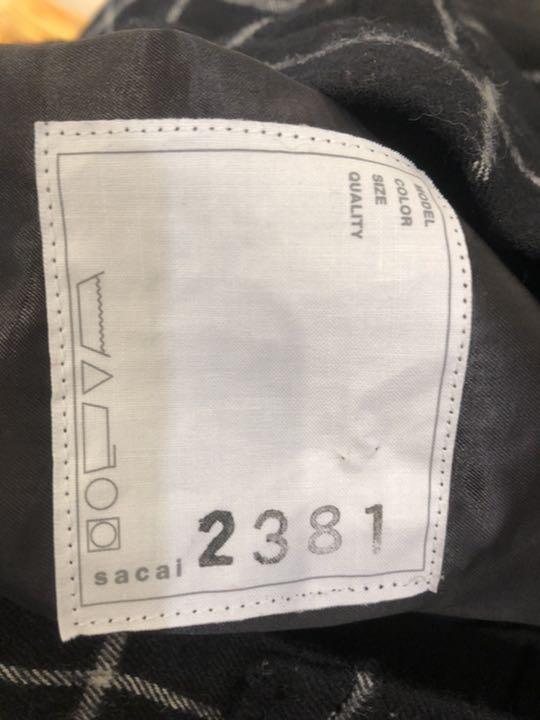 MODEL
COLOR
SIZE
QUALITY
sacai
2381